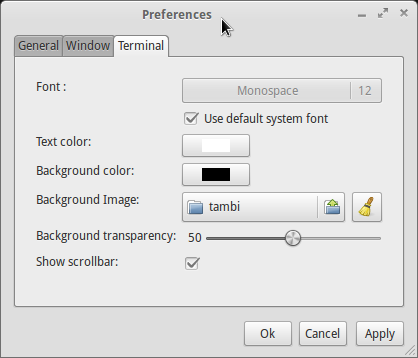 Preferences
General Window Terminal
Font : Monospace 12
Use default system font
Text color:
Background color:
Background Image: tambi
Background transparency: 50
Show scrollbar:
Ok Cancel Apply